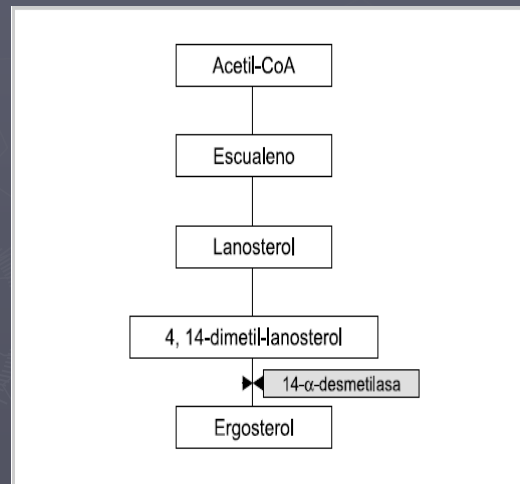 Acetil-CoA
Escualeno
Lanosterol
4, 14-dimetil-lanosterol
14-α-desmetilasa
Ergosterol